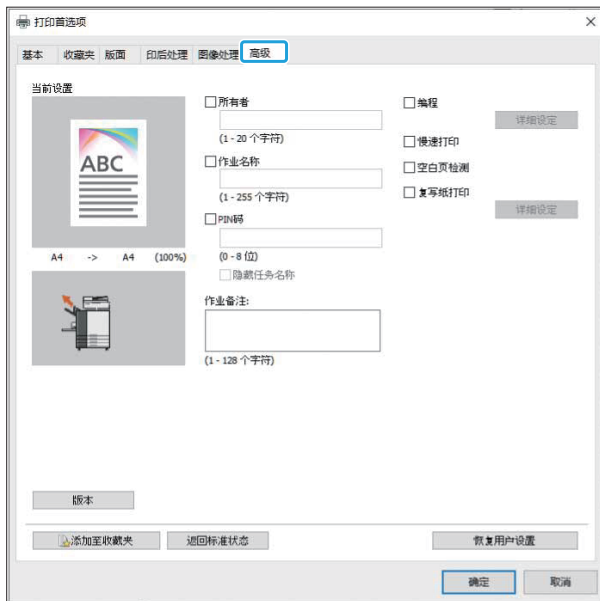 打印首选项
基本 收藏夹 版面 印后处理 图像处理 高级
当前设置
ABC
A4 -> A4 (100%)
版本
所有者
(1 - 20 个字符)
作业名称
(1 - 255 个字符)
PIN码
(0 - 8 位)
隐藏任务名称
作业备注:
(1 - 128 个字符)
编程
详细设定
慢速打印
空白页检测
复写纸打印
详细设定
添加至收藏夹 返回标准状态 恢复用户设置
确定 取消